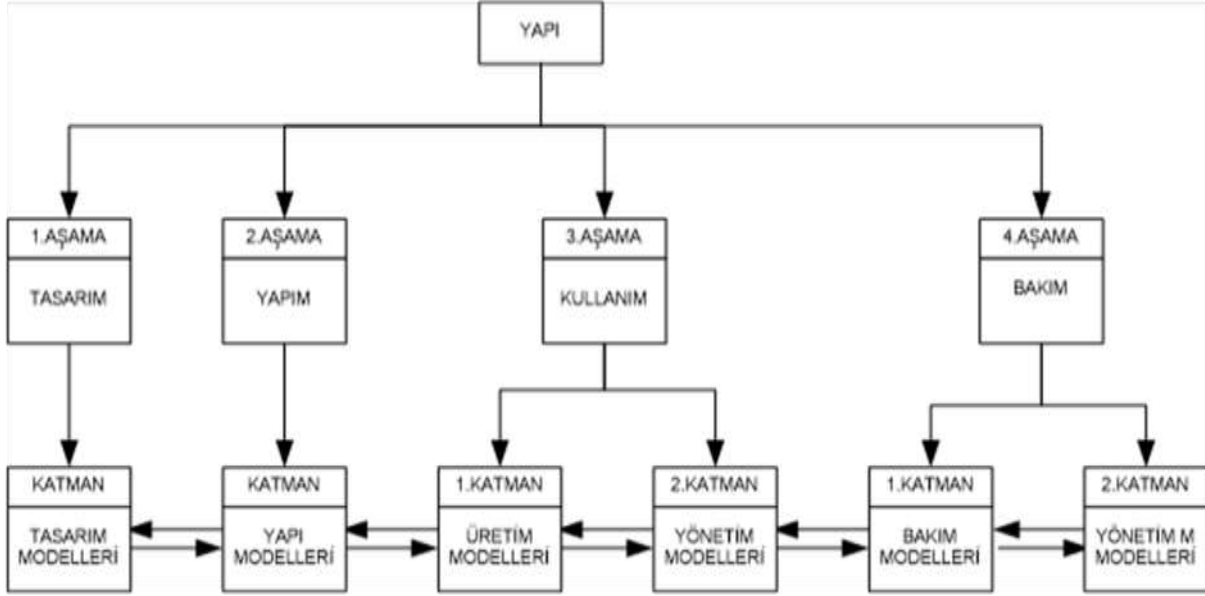 YAPI
1.AŞAMA
TASARIM
2.AŞAMA
YAPIM
3.AŞAMA
KULLANIM
4.AŞAMA
BAKIM
KATMAN
TASARIM
MODELLERİ
KATMAN
YAPI
MODELLERİ
1.KATMAN
ÜRETİM
MODELLERİ
2.KATMAN
YÖNETİM
MODELLERİ
1.KATMAN
BAKIM
MODELLERİ
2.KATMAN
YÖNETİM M
MODELLERİ